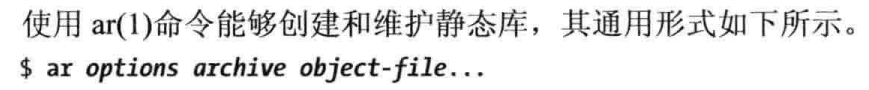 使用 ar(1)命令能够创建和维护静态库，其通用形式如下所示。
$ ar options archive object-file...